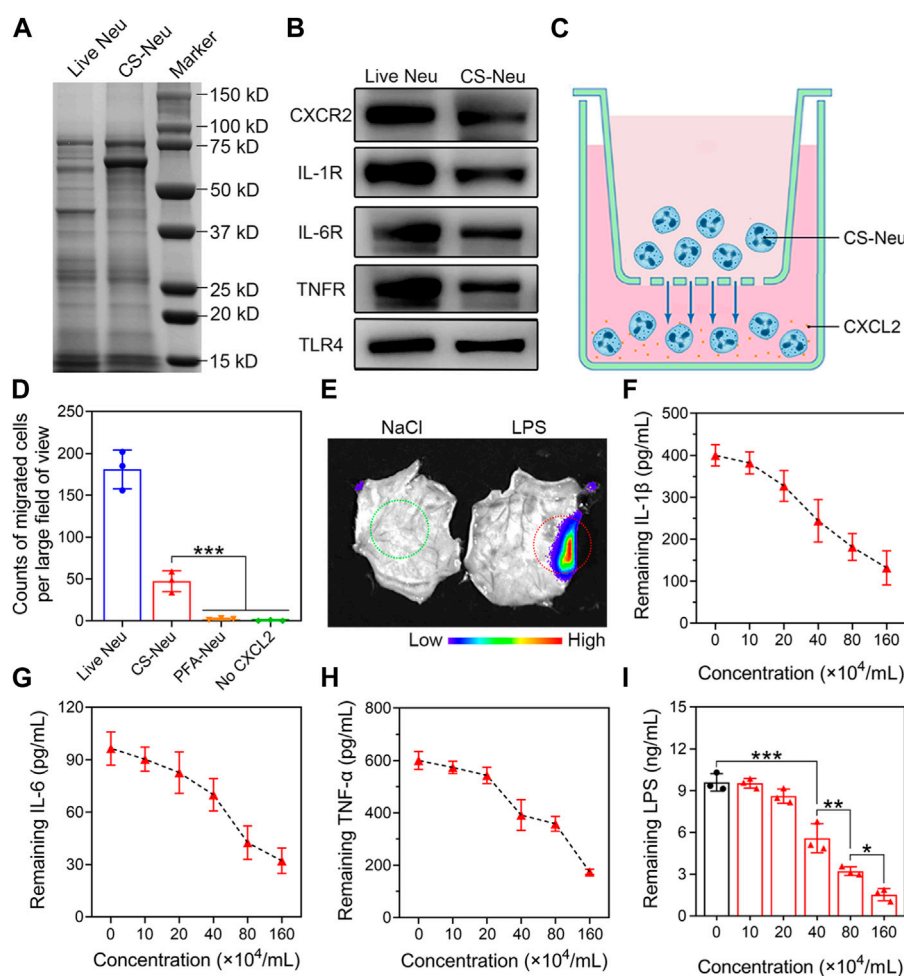 A
Live Neu
CS-Neu
Marker
150 kD
100 kD
75 kD
50 kD
37 kD
25 kD
20 kD
15 kD
B
Live Neu CS-Neu
CXCR2
IL-1R
IL-6R
TNFR
TLR4
C
CS-Neu
CXCL2
D
Counts of migrated cells
per large field of view
250
200
150
100
50
0
***
Live Neu
CS-Neu
PFA-Neu
No CXCL2
E
NaCl LPS
Low High
F
Remaining IL-1β (pg/mL)
400
300
200
100
0
0 10 20 40 80 160
Concentration (×10⁴/mL)
G
Remaining IL-6 (pg/mL)
120
90
60
30
0
0 10 20 40 80 160
Concentration (×10⁴/mL)
H
Remaining TNF-α (pg/mL)
800
600
400
200
0
0 10 20 40 80 160
Concentration (×10⁴/mL)
I
Remaining LPS (ng/mL)
15
12
9
6
3
0
***
**
*
0 10 20 40 80 160
Concentration (×10⁴/mL)